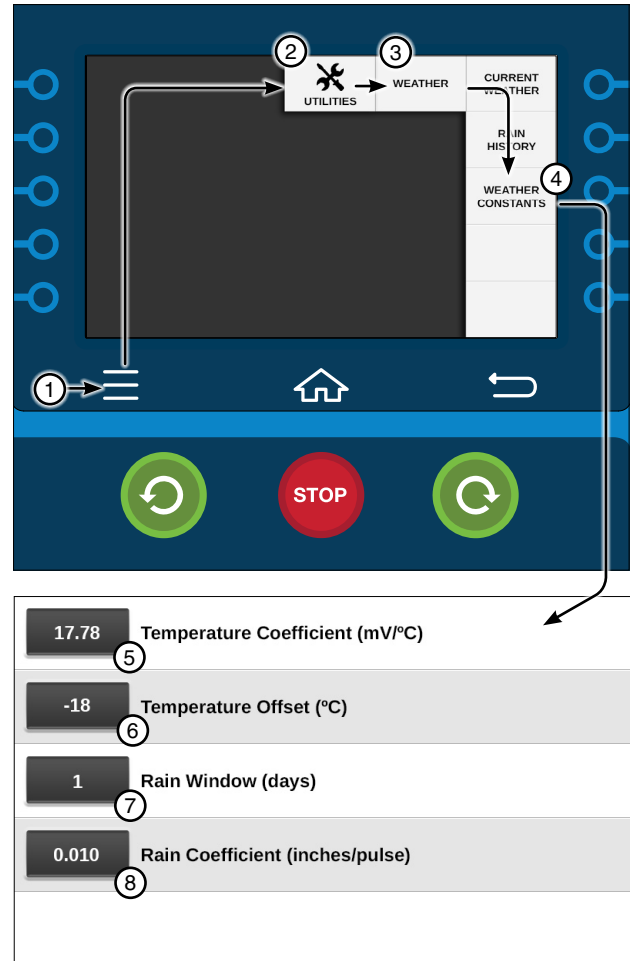 2
3
UTILITIES
WEATHER
CURRENT
WEATHER
RAIN
HISTORY
4
WEATHER
CONSTANTS
1
STOP
17.78
Temperature Coefficient (mV/ºC)
5
-18
Temperature Offset (ºC)
6
1
Rain Window (days)
7
0.010
Rain Coefficient (inches/pulse)
8